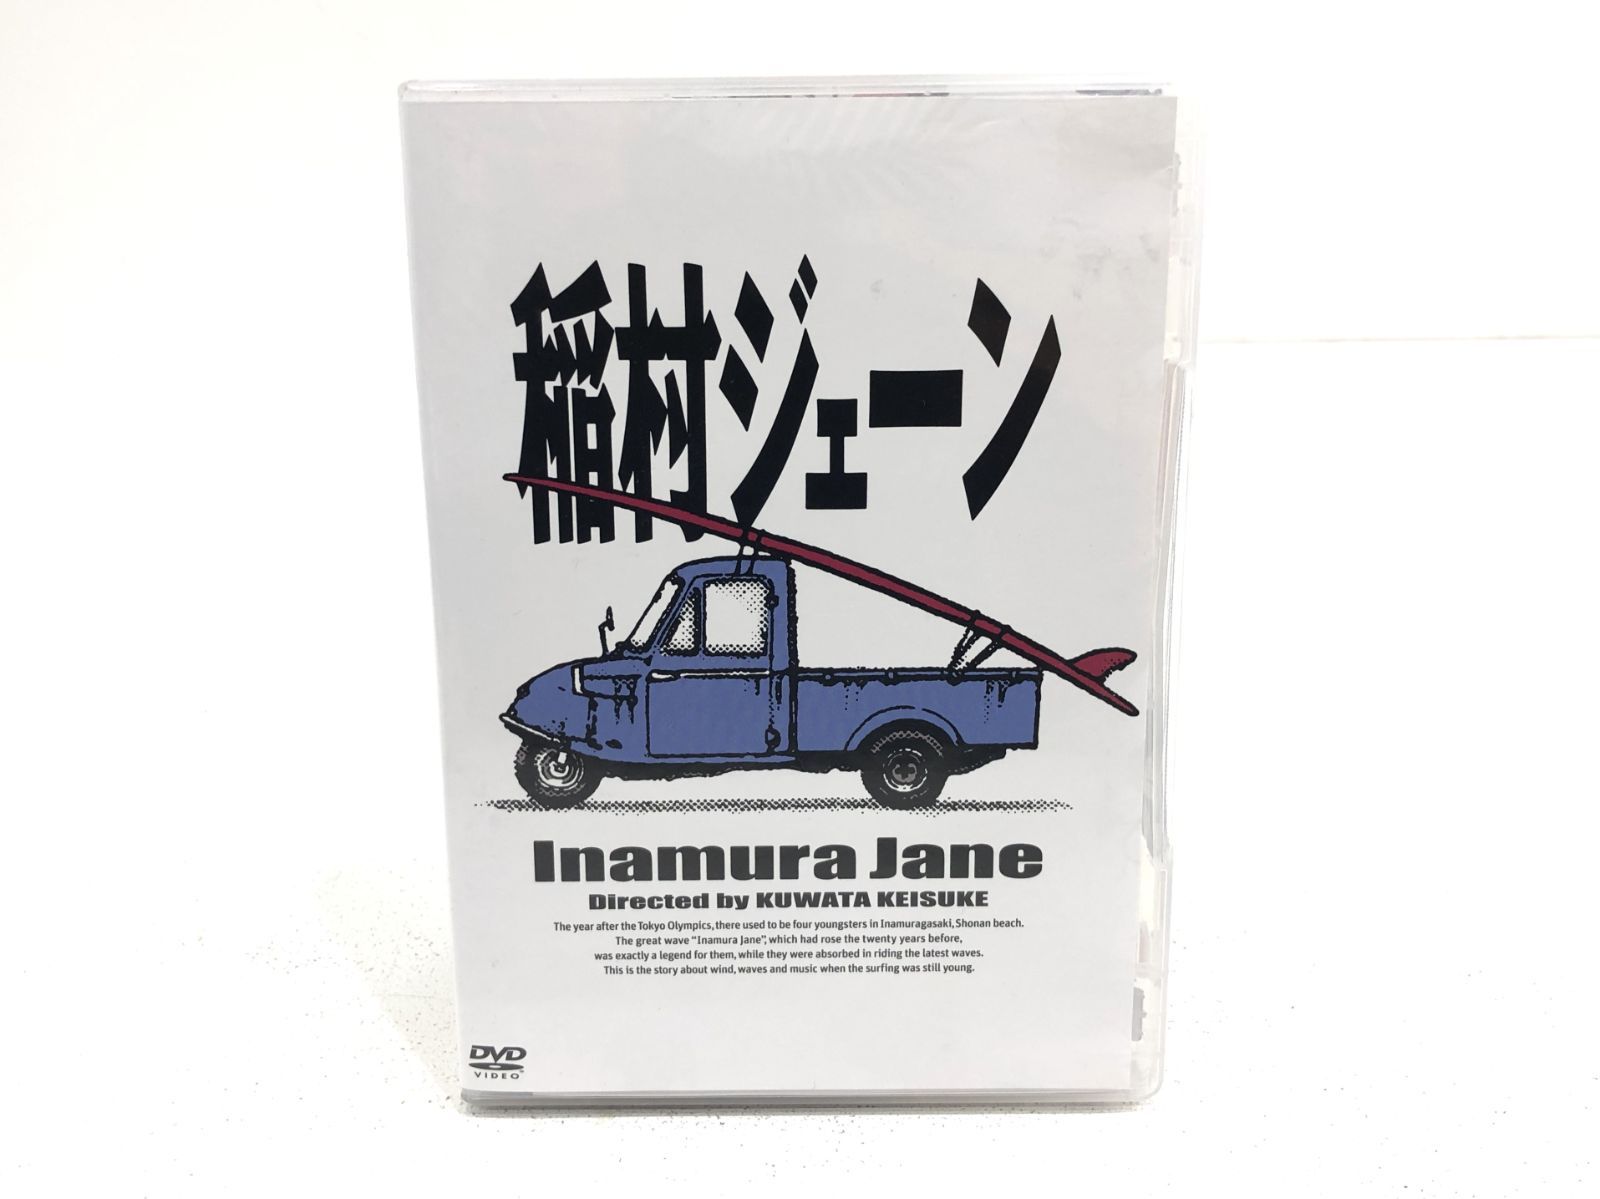 稲村ジェーン
Inamura Jane
Directed by KUWATA KEISUKE
The year after the Tokyo Olympics, there used to be four youngsters in Inamuragasaki, Shonan beach.
The great wave "Inamura Jane", which had rose the twenty years before,
was exactly a legend for them, while they were absorbed in riding the latest waves.
This is the story about wind, waves and music when the surfing was still young.
DVD
VIDEO™